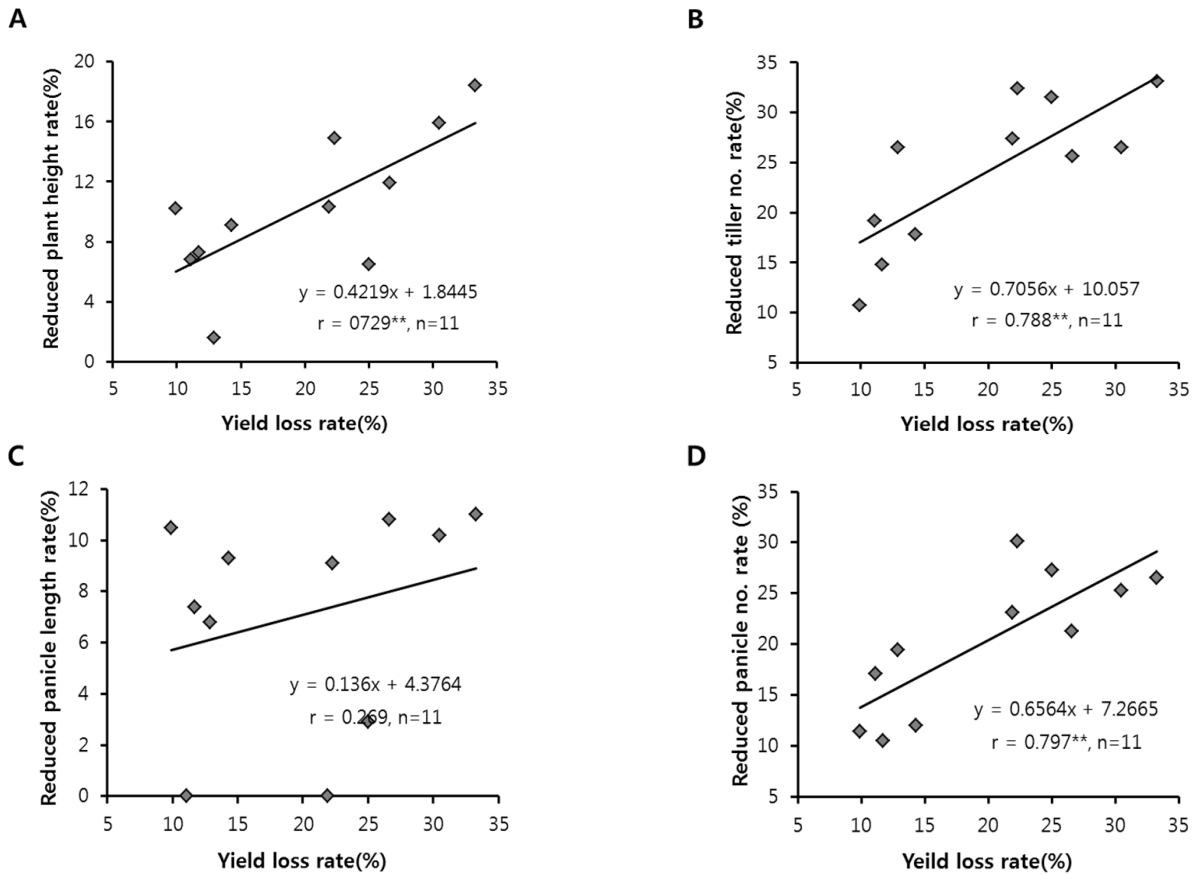 A
Reduced plant height rate(%)
20
16
12
8
4
0
y = 0.4219x + 1.8445
r = 0729**, n=11
5 10 15 20 25 30 35
Yield loss rate(%)
B
Reduced tiller no. rate(%)
35
30
25
20
15
10
5
y = 0.7056x + 10.057
r = 0.788**, n=11
5 10 15 20 25 30 35
Yield loss rate(%)
C
Reduced panicle length rate(%)
12
10
8
6
4
2
0
y = 0.136x + 4.3764
r = 0.269, n=11
5 10 15 20 25 30 35
Yield loss rate(%)
D
Reduced panicle no. rate (%)
35
30
25
20
15
10
5
y = 0.6564x + 7.2665
r = 0.797**, n=11
5 10 15 20 25 30 35
Yeild loss rate(%)